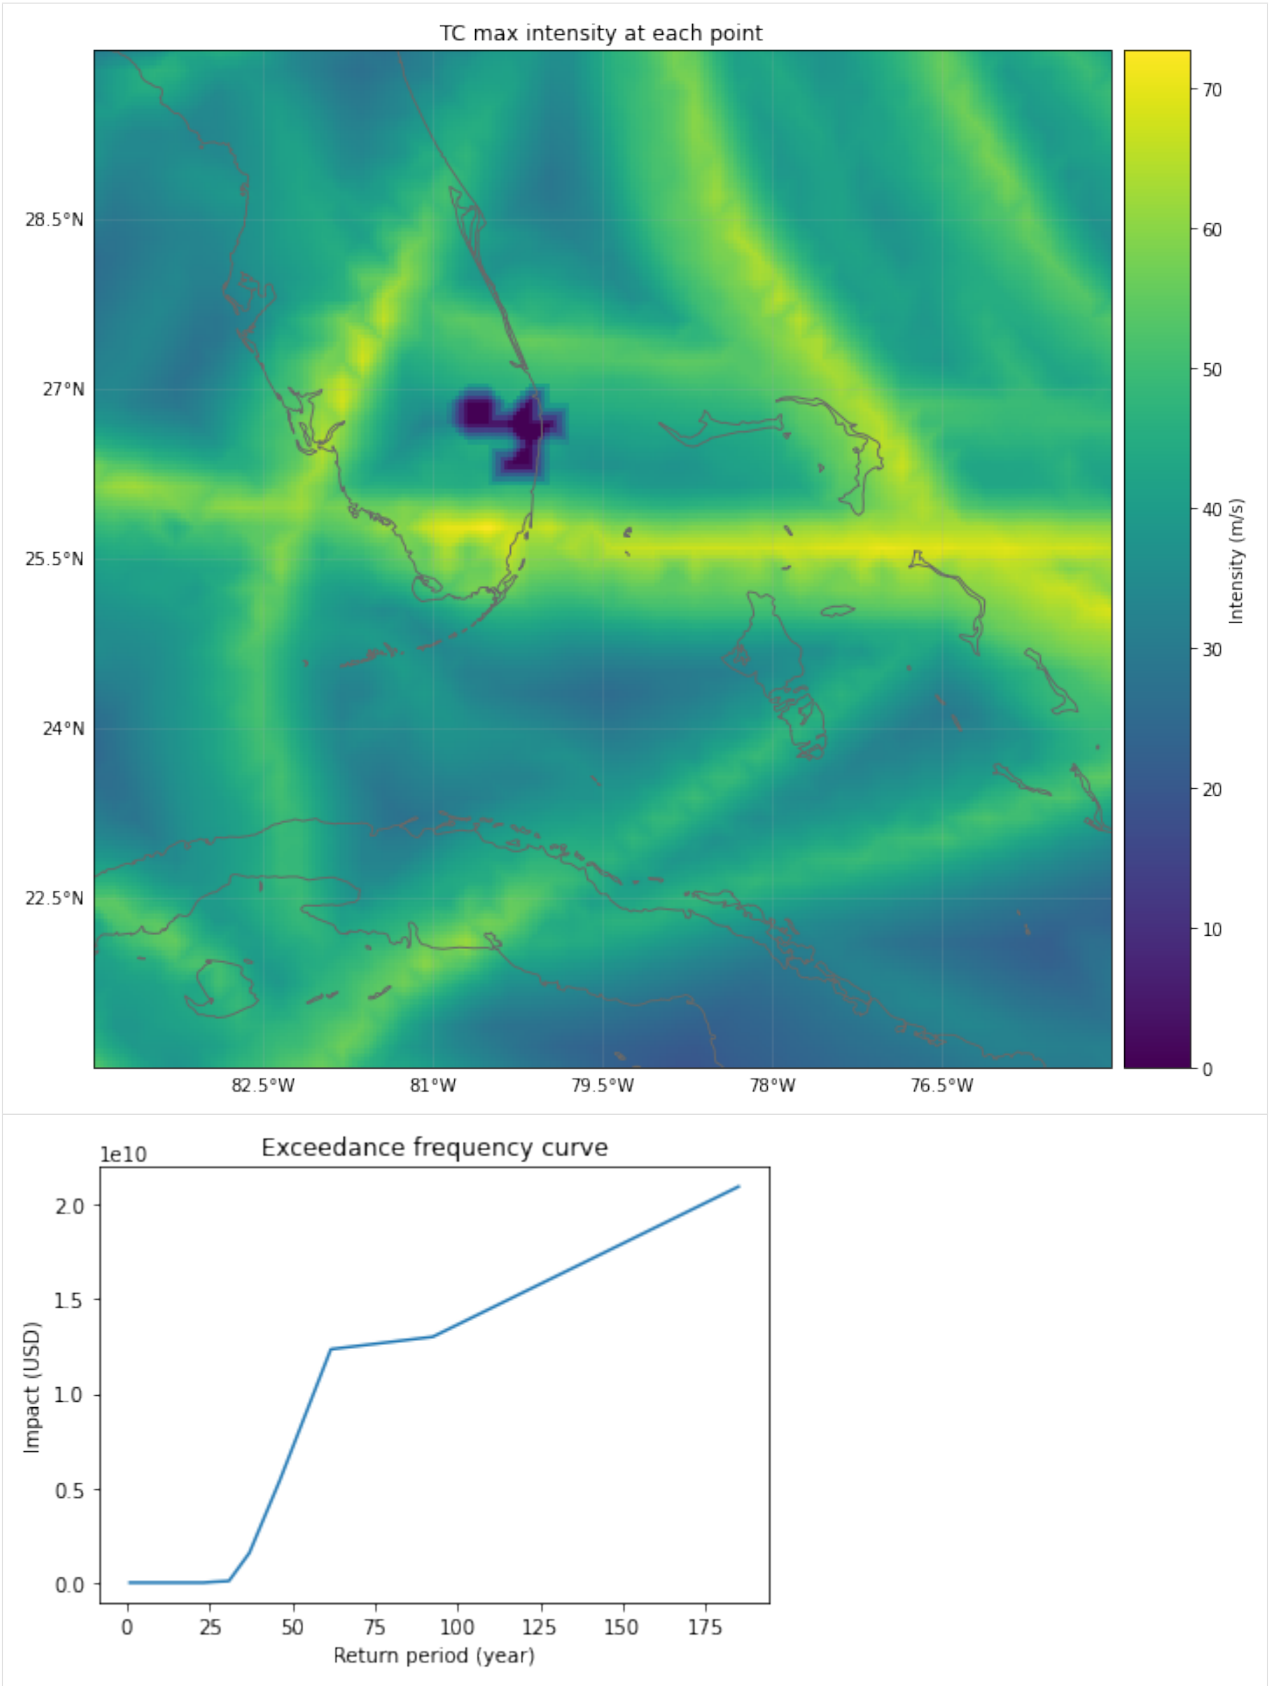 TC max intensity at each point
28.5°N
27°N
25.5°N
24°N
22.5°N
82.5°W 81°W 79.5°W 78°W 76.5°W
70
60
50
40
30
20
10
0
Intensity (m/s)
Exceedance frequency curve
1e10
2.0
1.5
1.0
0.5
0.0
Impact (USD)
0 25 50 75 100 125 150 175
Return period (year)